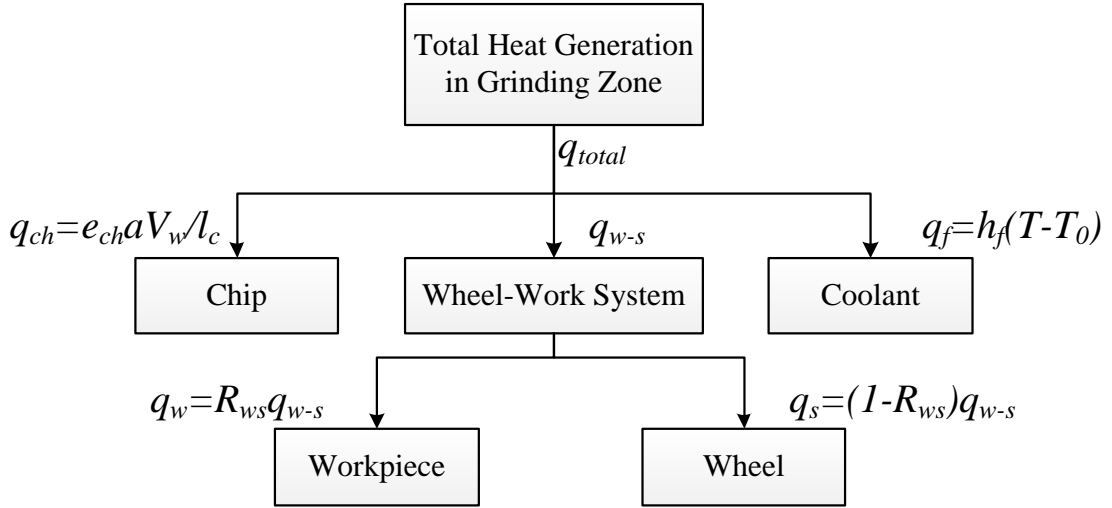 Total Heat Generation
in Grinding Zone
q_total
q_ch=e_ch aV_w/l_c
q_w-s
q_f=h_f(T-T_0)
Chip
Wheel-Work System
Coolant
q_w=R_ws q_w-s
q_s=(1-R_ws)q_w-s
Workpiece
Wheel